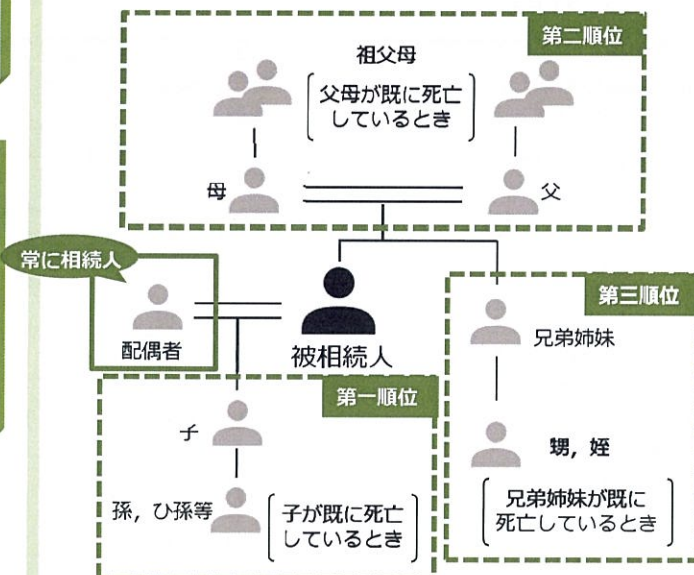 第二順位
祖父母
父母が既に死亡
しているとき
母
父
常に相続人
配偶者
被相続人
第三順位
兄弟姉妹
甥，姪
兄弟姉妹が既に
死亡しているとき
第一順位
子
孫，ひ孫等
子が既に死亡
しているとき